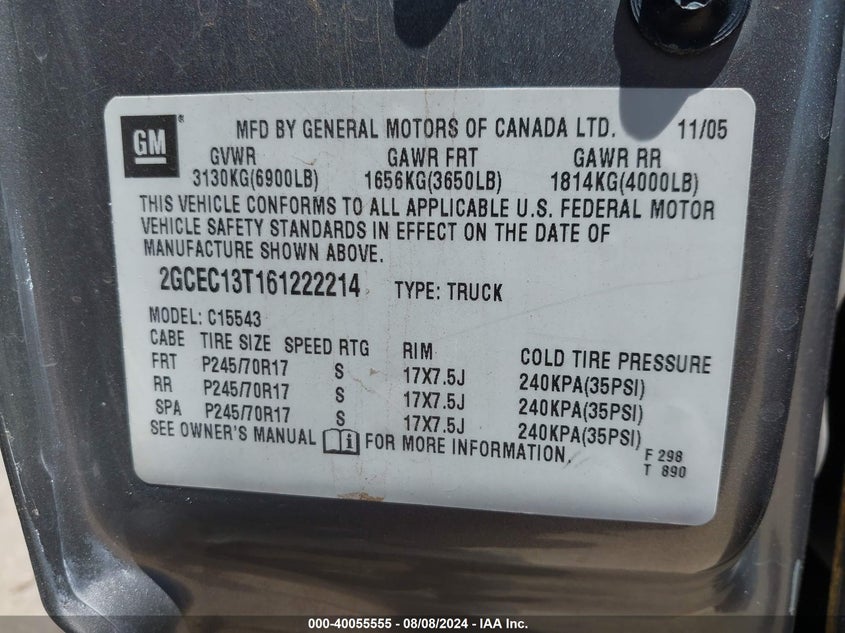 GM ® MFD BY GENERAL MOTORS OF CANADA LTD. 11/05
GVWR GAWR FRT GAWR RR
3130KG(6900LB) 1656KG(3650LB) 1814KG(4000LB)
THIS VEHICLE CONFORMS TO ALL APPLICABLE U.S. FEDERAL MOTOR
VEHICLE SAFETY STANDARDS IN EFFECT ON THE DATE OF
MANUFACTURE SHOWN ABOVE.
2GCEC13T161222214 TYPE: TRUCK
MODEL: C15543
CABE TIRE SIZE SPEED RTG RIM COLD TIRE PRESSURE
FRT P245/70R17 S 17X7.5J 240KPA(35PSI)
RR P245/70R17 S 17X7.5J 240KPA(35PSI)
SPA P245/70R17 S 17X7.5J 240KPA(35PSI)
SEE OWNER'S MANUAL i FOR MORE INFORMATION.
F 298
T 890
000-40055555 - 08/08/2024 - IAA Inc.